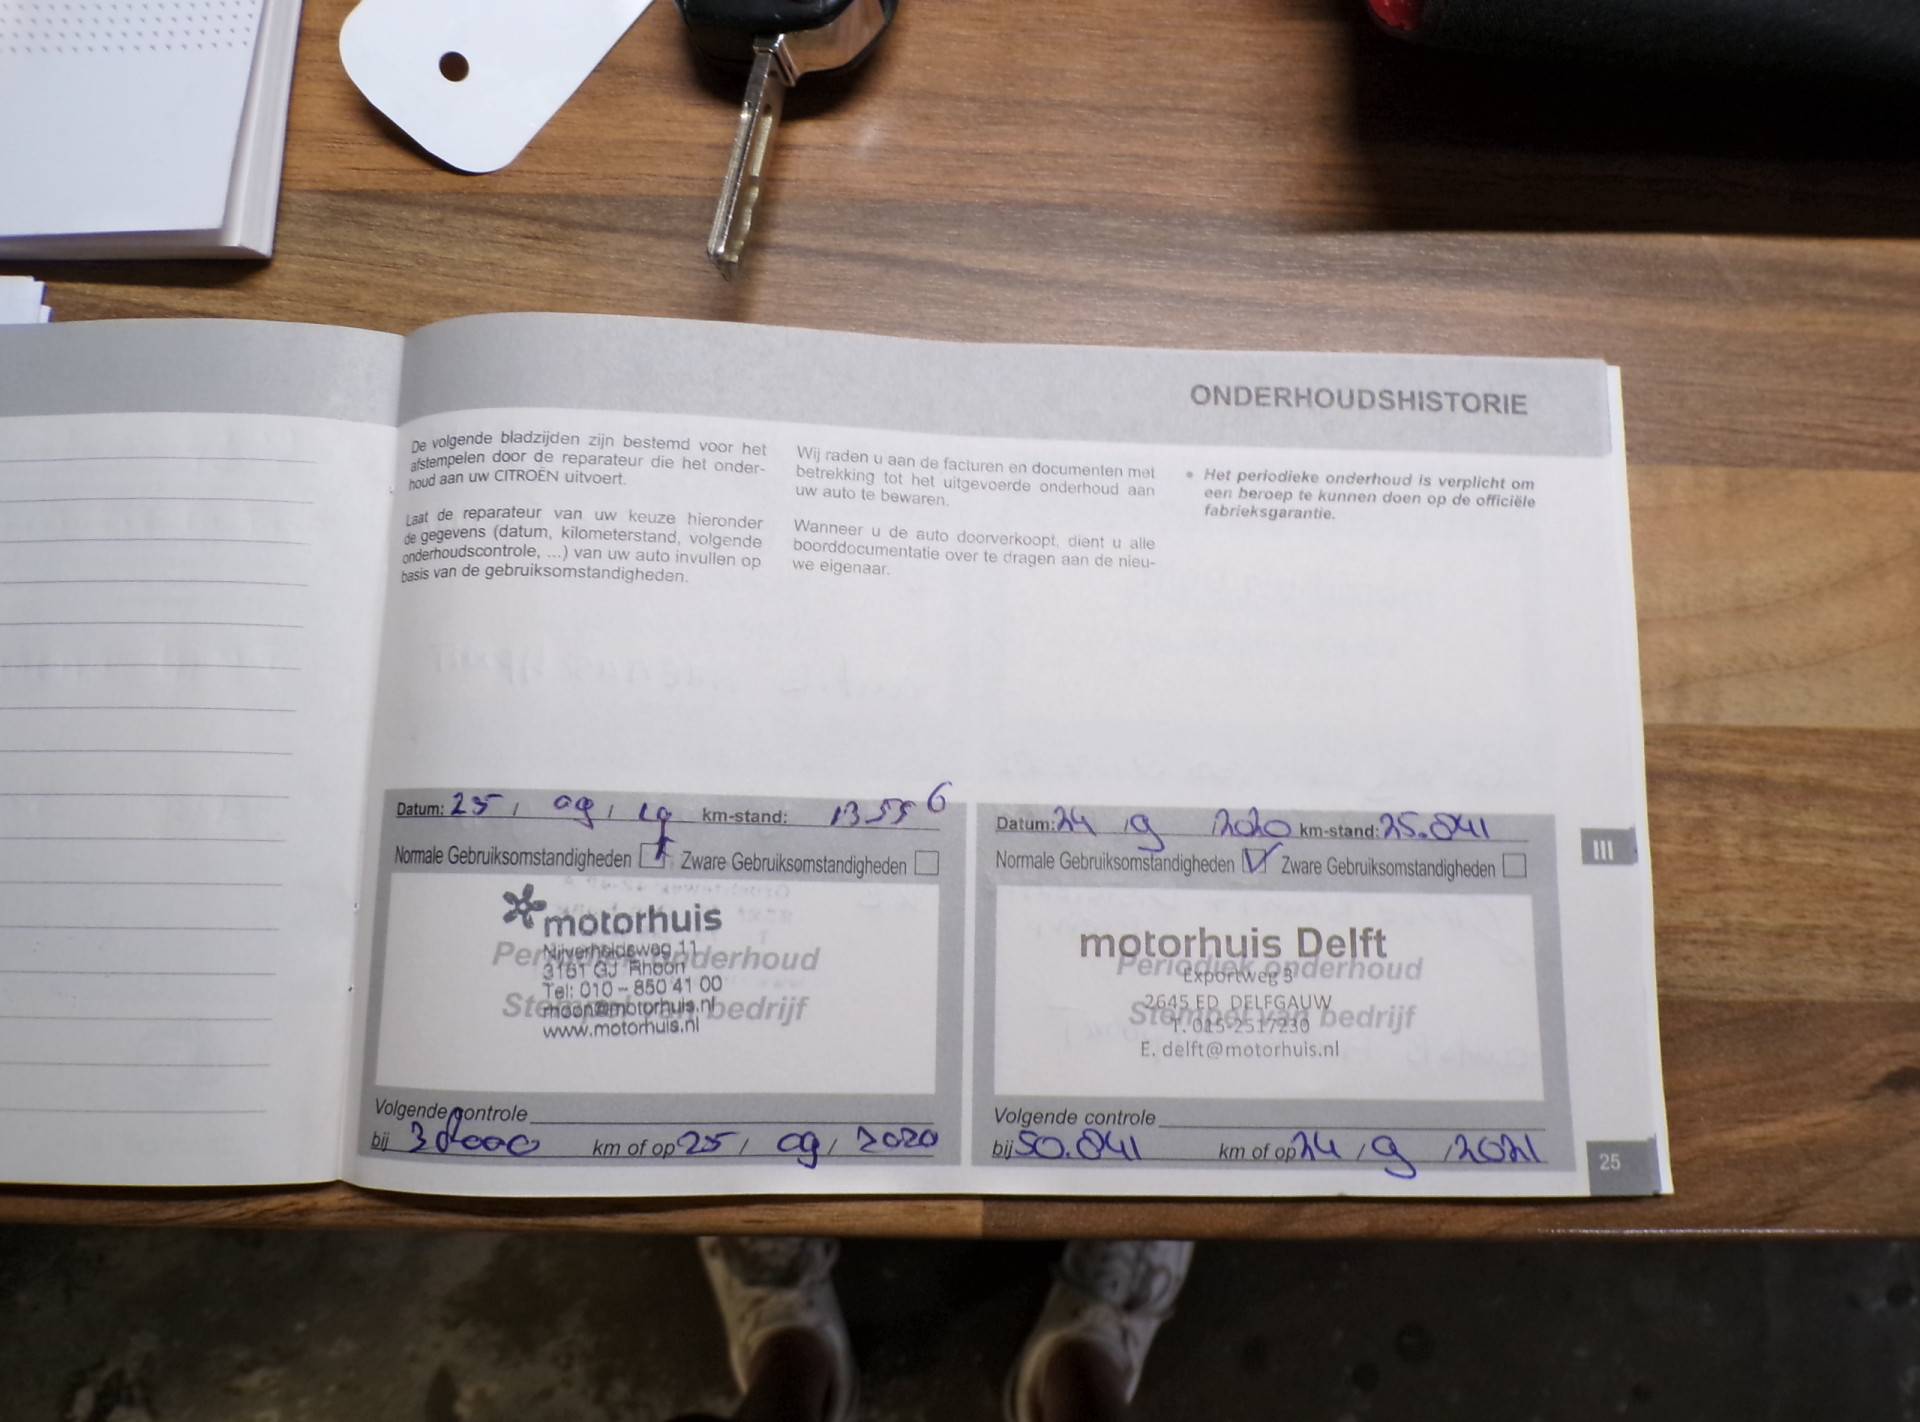 ONDERHOUDSHISTORIE
De volgende bladzijden zijn bestemd voor het
afstempelen door de reparateur die het onder-
houd aan uw CITROËN uitvoert.
Laat de reparateur van uw keuze hieronder
de gegevens (datum, kilometerstand, volgende
onderhoudscontrole, ...) van uw auto invullen op
basis van de gebruiksomstandigheden.
Wij raden u aan de facturen en documenten met
betrekking tot het uitgevoerde onderhoud aan
uw auto te bewaren.
Wanneer u de auto doorverkoopt, dient u alle
boorddocumentatie over te dragen aan de nieu-
we eigenaar.
• Het periodieke onderhoud is verplicht om
een beroep te kunnen doen op de officiële
fabrieksgarantie.
Datum: 25 / 09 / 19 km-stand: 13556
Normale Gebruiksomstandigheden Zware Gebruiksomstandigheden
motorhuis
Periodiek onderhoud
Nijverheidsweg 11
3161 GJ Rhoon
Tel: 010 - 850 41 00
Stempel van bedrijf
rhoon@motorhuis.nl
www.motorhuis.nl
Volgende controle
bij km of op 25 / 09 / 2020
Datum: 24 / 9 / 2020 km-stand: 25.841
Normale Gebruiksomstandigheden Zware Gebruiksomstandigheden
motorhuis Delft
Periodiek onderhoud
Exportweg 3
2645 ED DELFGAUW
Stempel van bedrijf
T. 015-2517230
E. delft@motorhuis.nl
Volgende controle
bij 50.841 km of op 24 / 9 / 2021
III
25